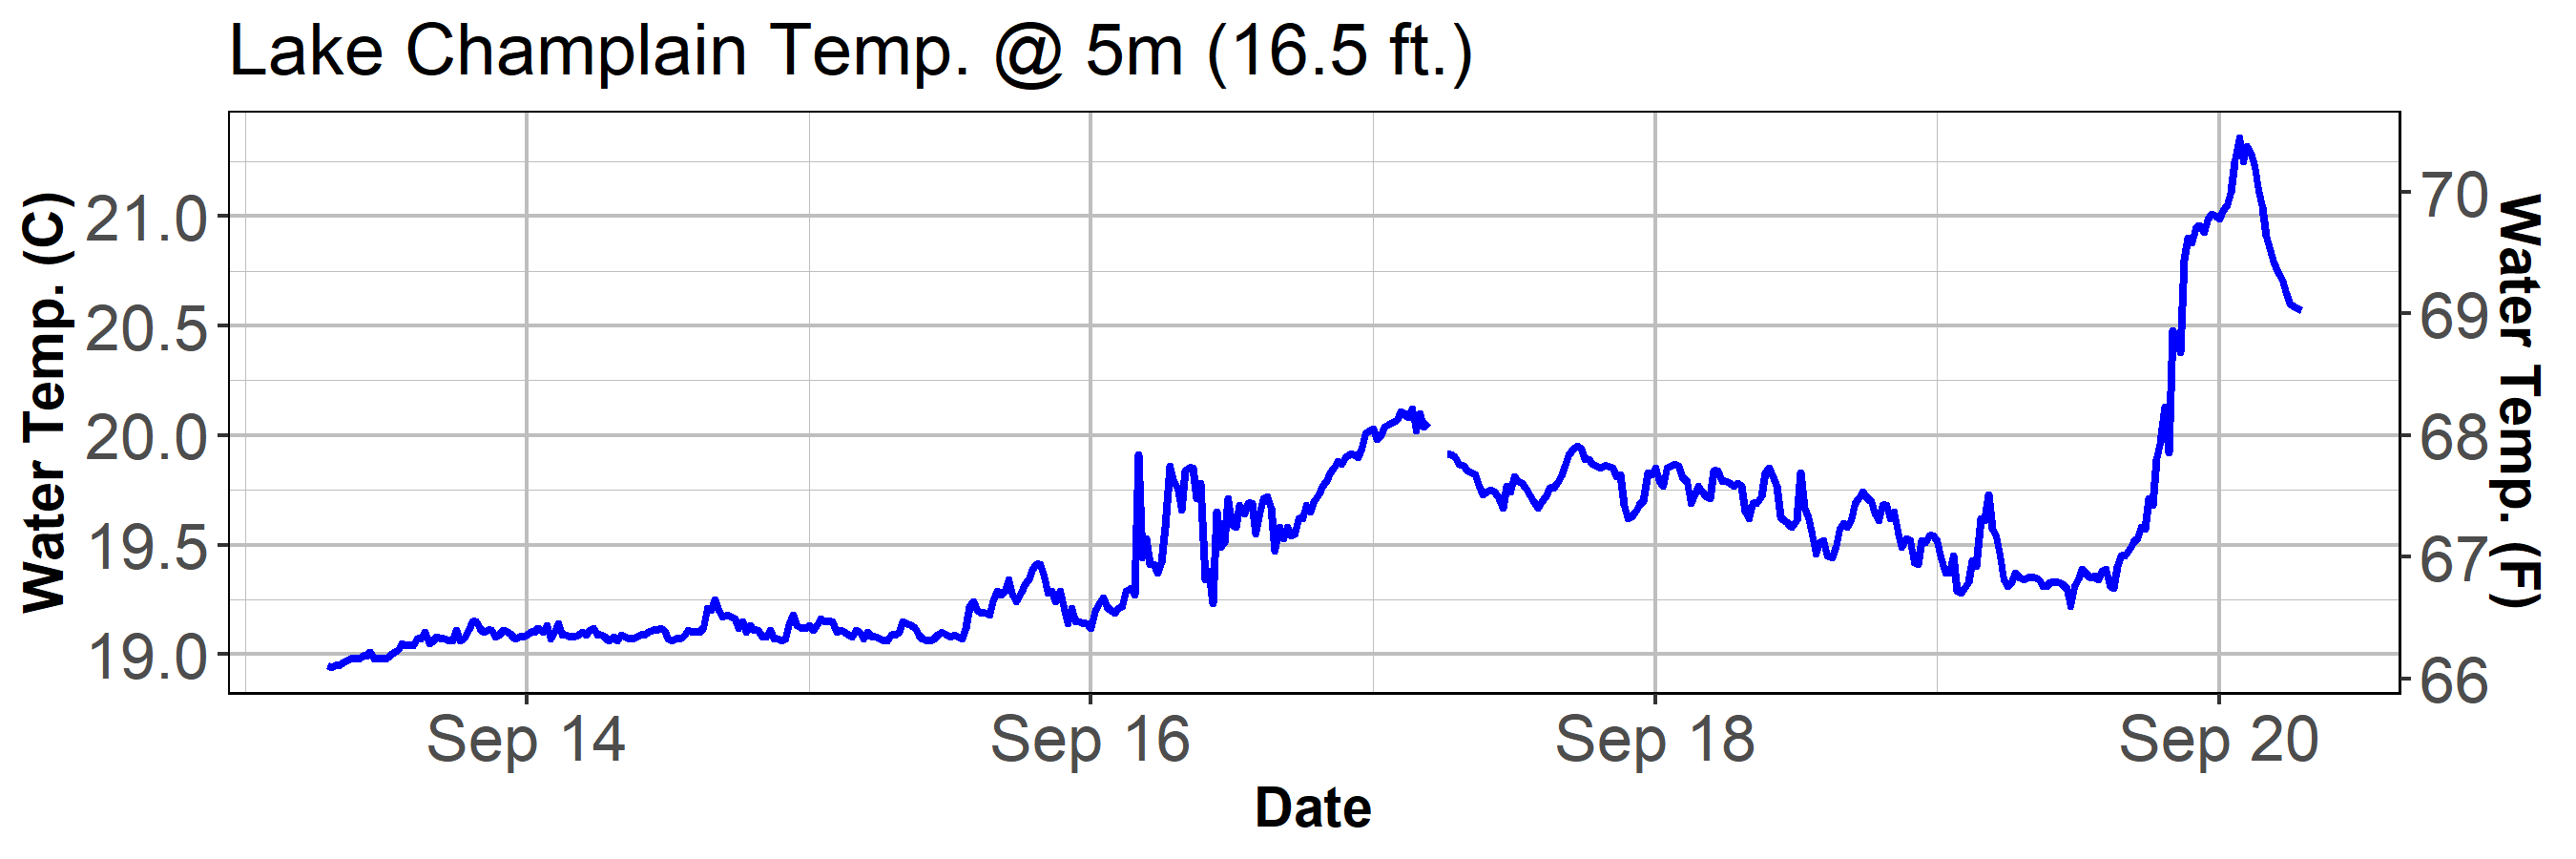 Lake Champlain Temp. @ 5m (16.5 ft.)
Water Temp. (C)
21.0
20.5
20.0
19.5
19.0
70
69
68
67
66
Water Temp. (F)
Sep 14
Sep 16
Sep 18
Sep 20
Date